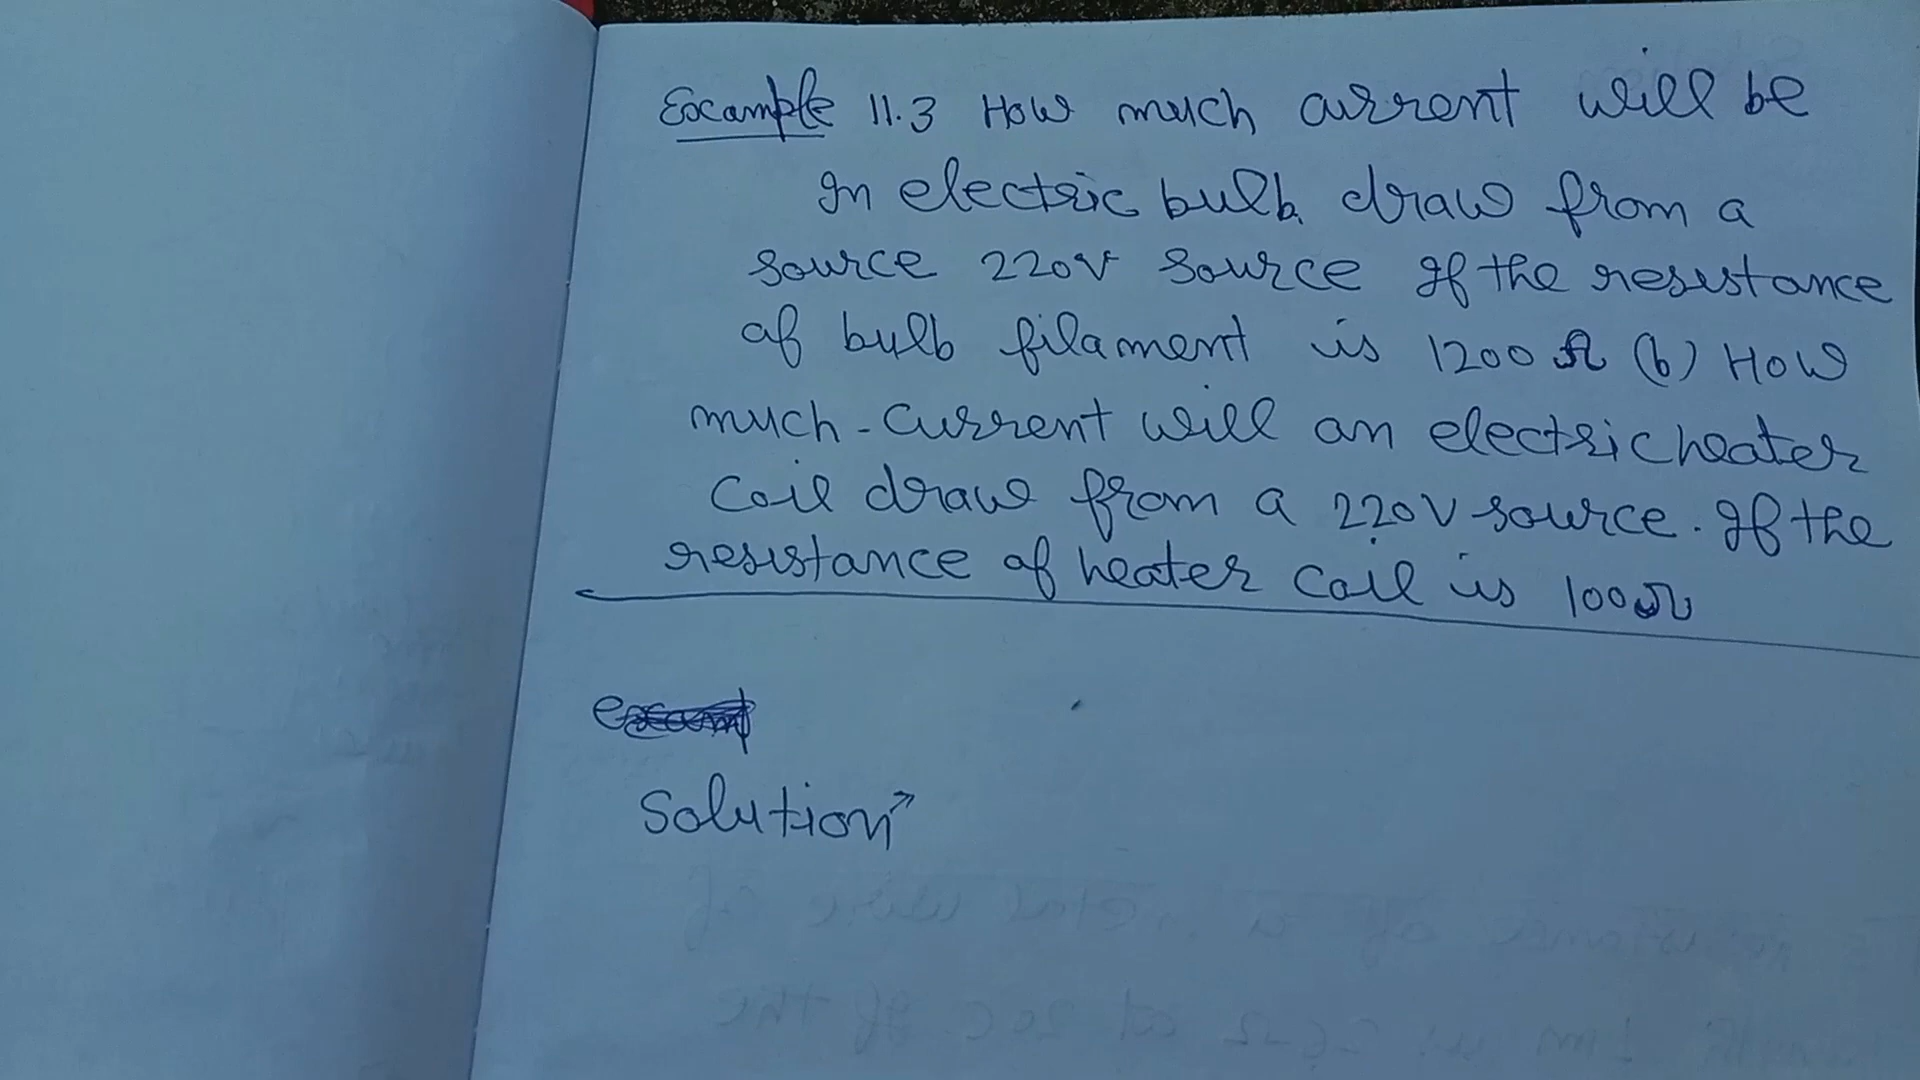 Example 11.3 How much current will be
In electric bulb draw from a
source 220V source If the resistance
of bulb filament is 1200 Ω (b) How
much - current will an electric heater
coil draw from a 220V source. If the
resistance of heater coil is 100Ω
Solution→